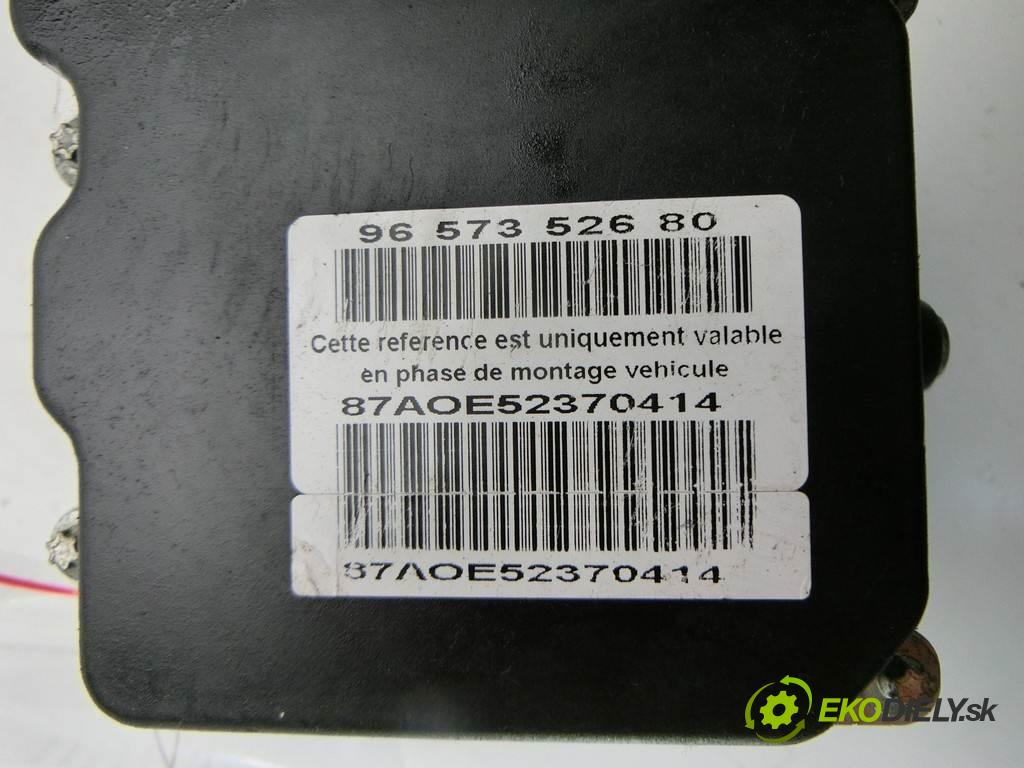 96 573 526 80
Cette reference est uniquement valable
en phase de montage vehicule
87AOE52370414
87AOE52370414
EKODIELY.sk